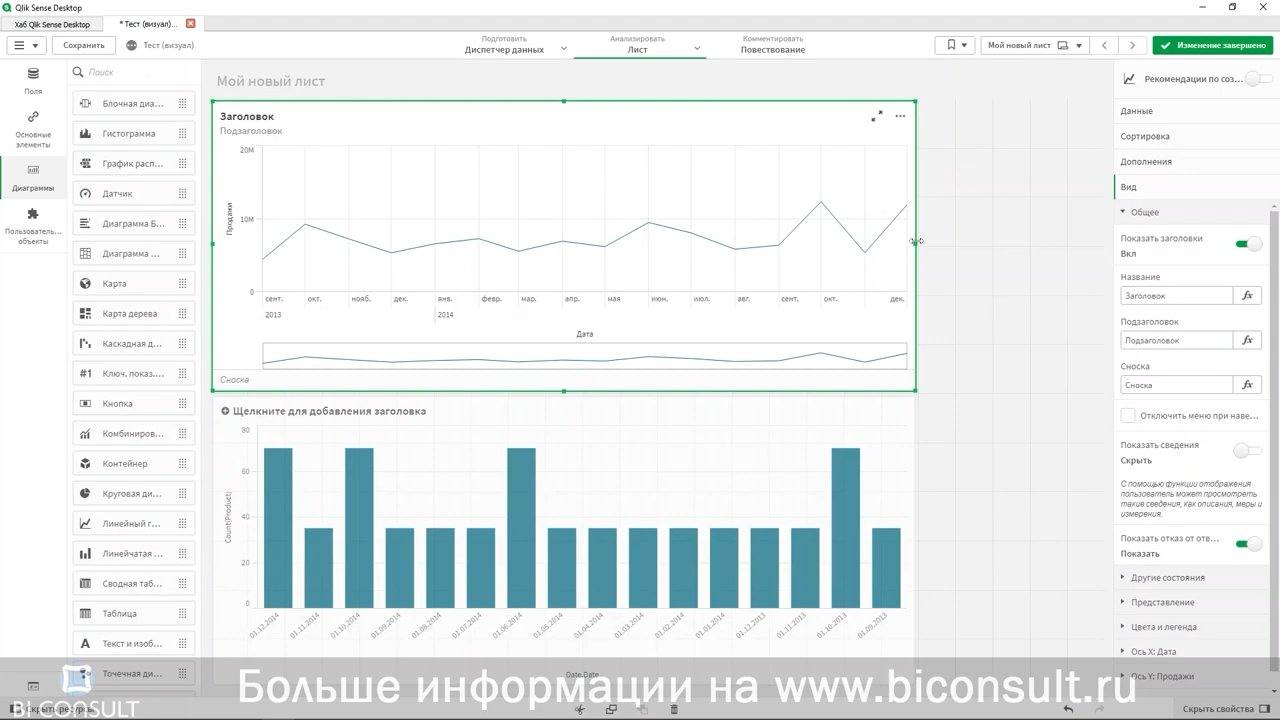 Qlik Sense Desktop
Хаб Qlik Sense Desktop
* Тест (визуал)...
Сохранить
Тест (визуал)
Подготовить
Диспетчер данных
Анализировать
Лист
Комментировать
Повествование
Мой новый лист
Изменение завершено
Поля
Основные
элементы
Диаграммы
Пользователь...
объекты
Поиск
Блочная диа...
Гистограмма
График расп...
Датчик
Диаграмма Б...
Диаграмма ...
Карта
Карта дерева
Каскадная д...
#1 Ключ. показ....
Кнопка
Комбиниров...
Контейнер
Круговая ди...
Линейный г...
Линейчатая ...
Сводная таб...
Таблица
A Текст и изоб...
Точечная ди...
Мой новый лист
Заголовок
Подзаголовок
20M
10M
0
Продажи
сент. окт. нояб. дек. янв. февр. мар. апр. мая июн. июл. авг. сент. окт. дек.
2013 2014
Дата
Сноска
Щелкните для добавления заголовка
80
60
40
20
0
Count(Product)
01.12.2014 01.11.2014 01.10.2014 01.09.2014 01.08.2014 01.07.2014 01.06.2014 01.05.2014 01.04.2014 01.03.2014 01.02.2014 01.01.2014 01.12.2013 01.11.2013 01.10.2013 01.09.2013
Date.Date
Рекомендации по соз...
Данные
Сортировка
Дополнения
Вид
Общее
Показать заголовки
Вкл
Название
Заголовок fx
Подзаголовок
Подзаголовок fx
Сноска
Сноска fx
Отключить меню при наве...
Показать сведения
Скрыть
С помощью функции отображения
пользователь может просмотреть
такие сведения, как описания, меры и
измерения.
Показать отказ от отв...
Показать
Другие состояния
Представление
Цвета и легенда
Ось X: Дата
Ось Y: Продажи
Больше информации на www.biconsult.ru
BI CONSULT
Скрыть ресурсы
Скрыть свойства